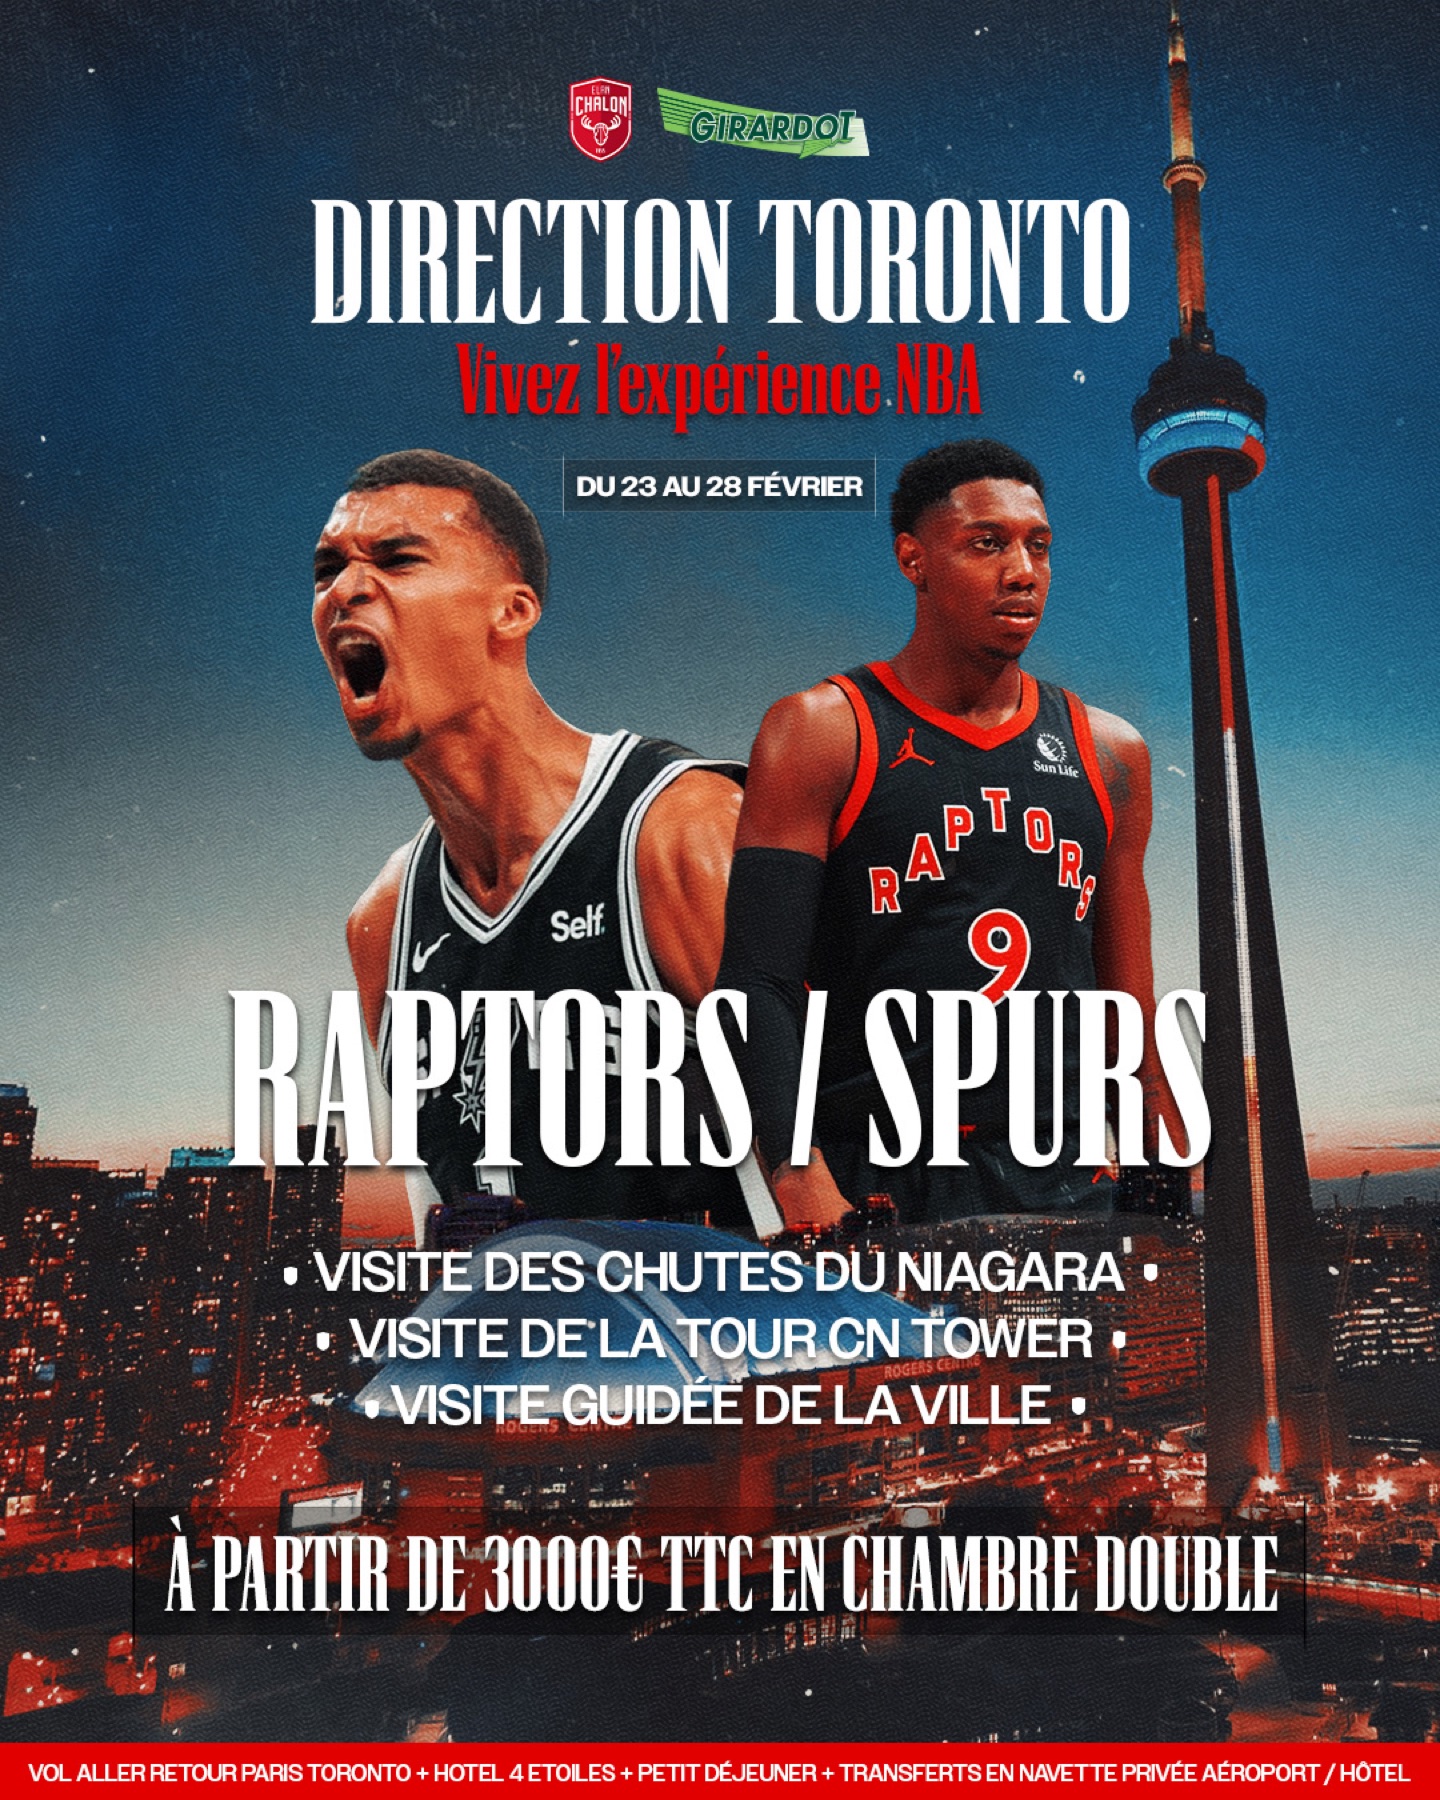 ELAN
CHALON
GIRARDOT
DIRECTION TORONTO
Vivez l'expérience NBA
DU 23 AU 28 FÉVRIER
Sun Life
Self.
RAPTORS
9
RAPTORS / SPURS
• VISITE DES CHUTES DU NIAGARA •
• VISITE DE LA TOUR CN TOWER •
ROGERS CENTRE
• VISITE GUIDÉE DE LA VILLE •
ROGERS CENTRE
À PARTIR DE 3000€ TTC EN CHAMBRE DOUBLE
VOL ALLER RETOUR PARIS TORONTO + HOTEL 4 ETOILES + PETIT DÉJEUNER + TRANSFERTS EN NAVETTE PRIVÉE AÉROPORT / HÔTEL